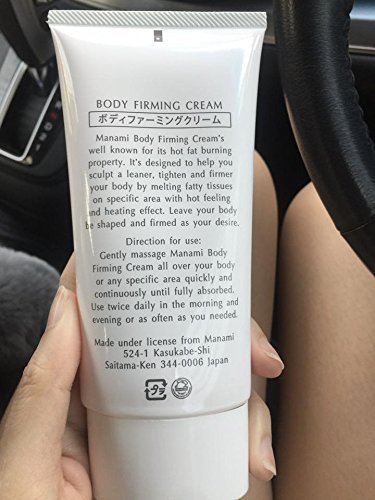 BODY FIRMING CREAM
ボディファーミングクリーム
Manami Body Firming Cream's
well known for its hot fat burning
property. It's designed to help you
sculpt a leaner, tighten and firmer
your body by melting fatty tissues
on specific area with hot feeling
and heating effect. Leave your body
be shaped and firmed as your desire.
Direction for use:
Gently massage Manami Body
Firming Cream all over your body
or any specific area quickly and
continuously until fully absorbed.
Use twice daily in the morning and
evening or as often as you needed.
Made under license from Manami
524-1 Kasukabe-Shi
Saitama-Ken 344-0006 Japan
プラ